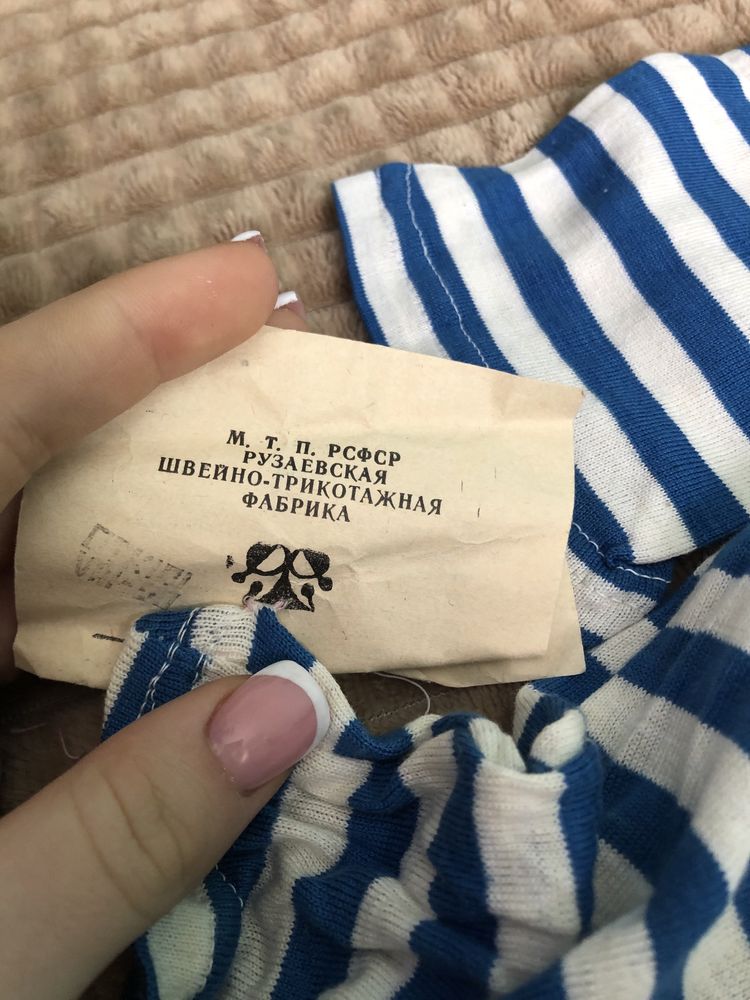 М. Т. П. РСФСР
РУЗАЕВСКАЯ
ШВЕЙНО-ТРИКОТАЖНАЯ
ФАБРИКА